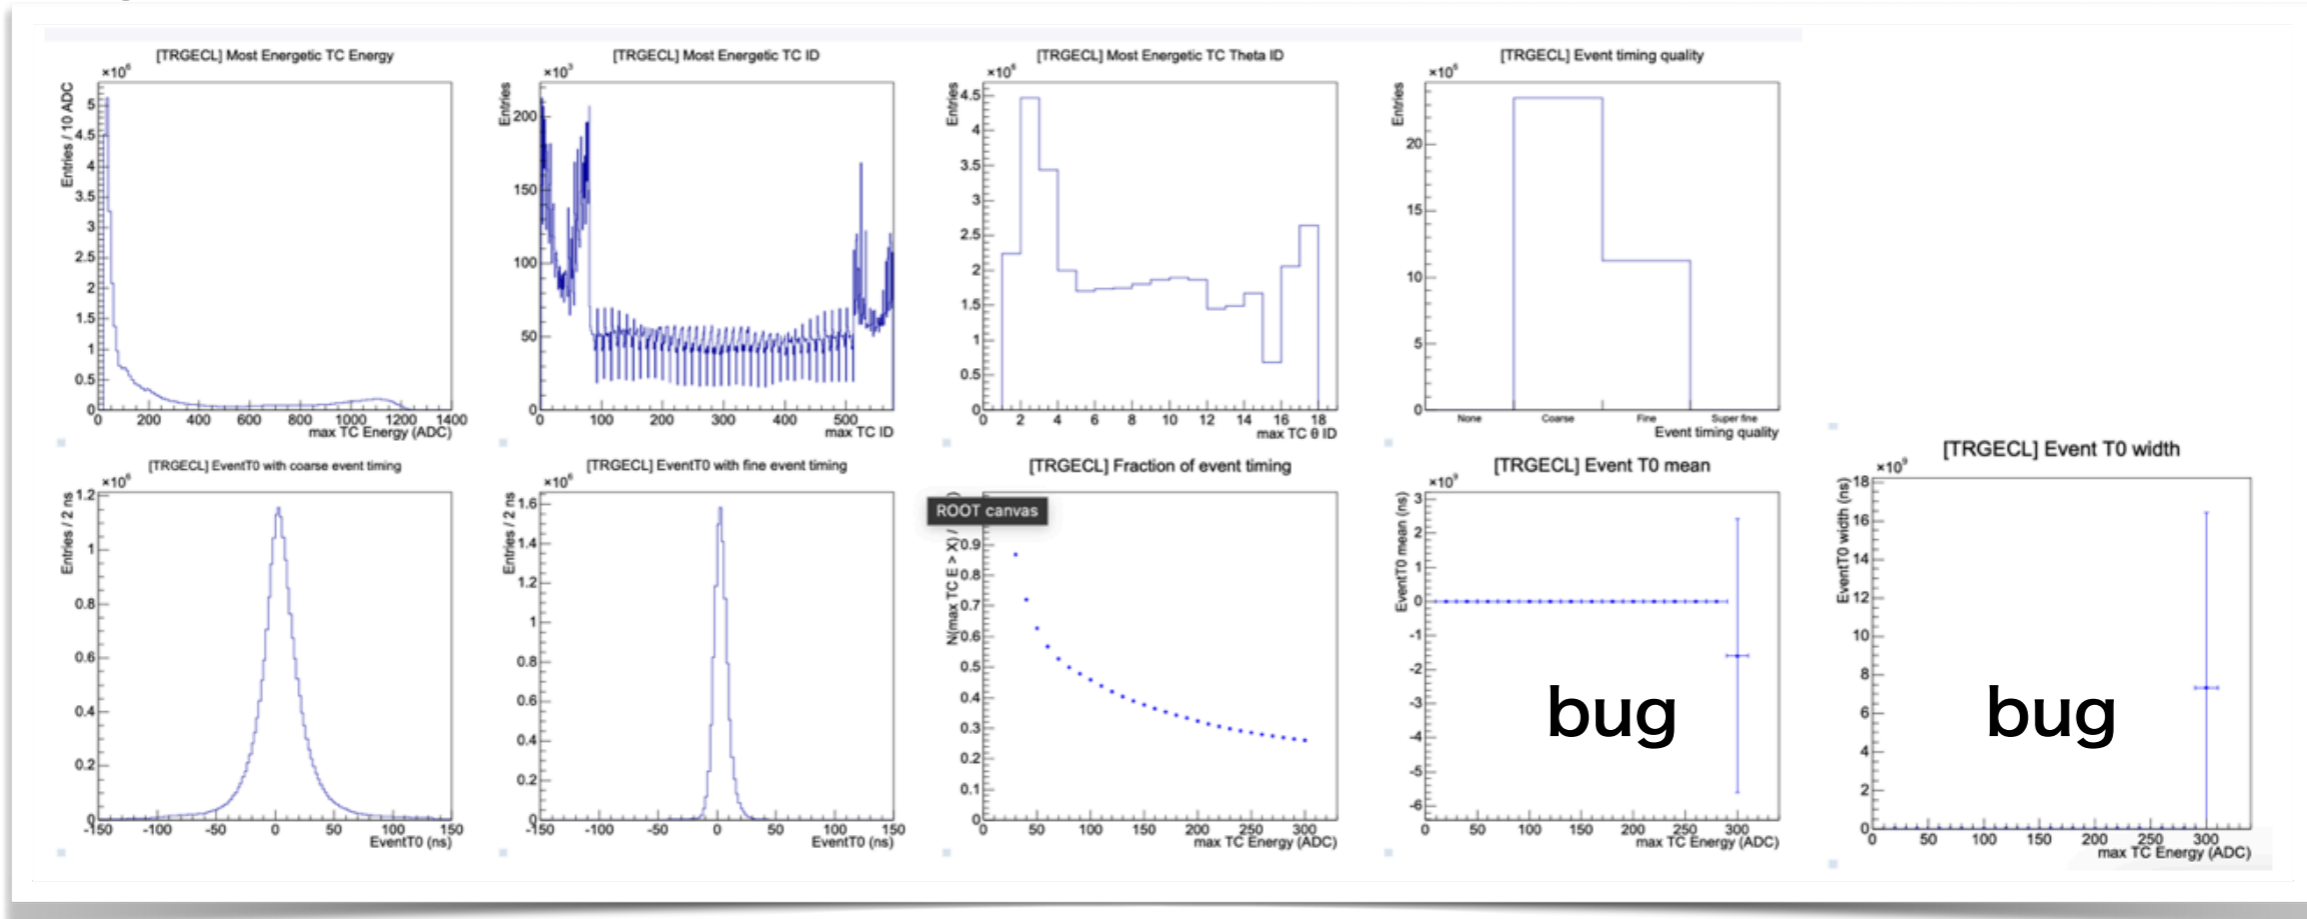 [TRGECL] Most Energetic TC Energy
×10⁶
Entries / 10 ADC
5
4.5
4
3.5
3
2.5
2
1.5
1
0.5
0
0 200 400 600 800 1000 1200 1400
max TC Energy (ADC)
[TRGECL] Most Energetic TC ID
×10³
Entries
200
150
100
50
0
0 100 200 300 400 500
max TC ID
[TRGECL] Most Energetic TC Theta ID
×10⁶
Entries
4.5
4
3.5
3
2.5
2
1.5
1
0.5
0
0 2 4 6 8 10 12 14 16 18
max TC θ ID
[TRGECL] Event timing quality
×10⁶
Entries
20
15
10
5
0
None Coarse Fine Super fine
Event timing quality
[TRGECL] EventT0 with coarse event timing
×10⁶
Entries / 2 ns
1.2
1
0.8
0.6
0.4
0.2
0
-150 -100 -50 0 50 100 150
EventT0 (ns)
[TRGECL] EventT0 with fine event timing
×10⁶
Entries / 2 ns
1.6
1.4
1.2
1
0.8
0.6
0.4
0.2
0
-150 -100 -50 0 50 100 150
EventT0 (ns)
[TRGECL] Fraction of event timing
ROOT canvas
N(max TC E > X) /
0.9
0.8
0.7
0.6
0.5
0.4
0.3
0.2
0.1
0
0 50 100 150 200 250 300
max TC Energy (ADC)
[TRGECL] Event T0 mean
×10⁹
EventT0 mean (ns)
3
2
1
0
-1
-2
-3
-4
-5
-6
bug
0 50 100 150 200 250 300
max TC Energy (ADC)
[TRGECL] Event T0 width
×10⁹
EventT0 width (ns)
18
16
14
12
10
8
6
4
2
0
bug
0 50 100 150 200 250 300
max TC Energy (ADC)